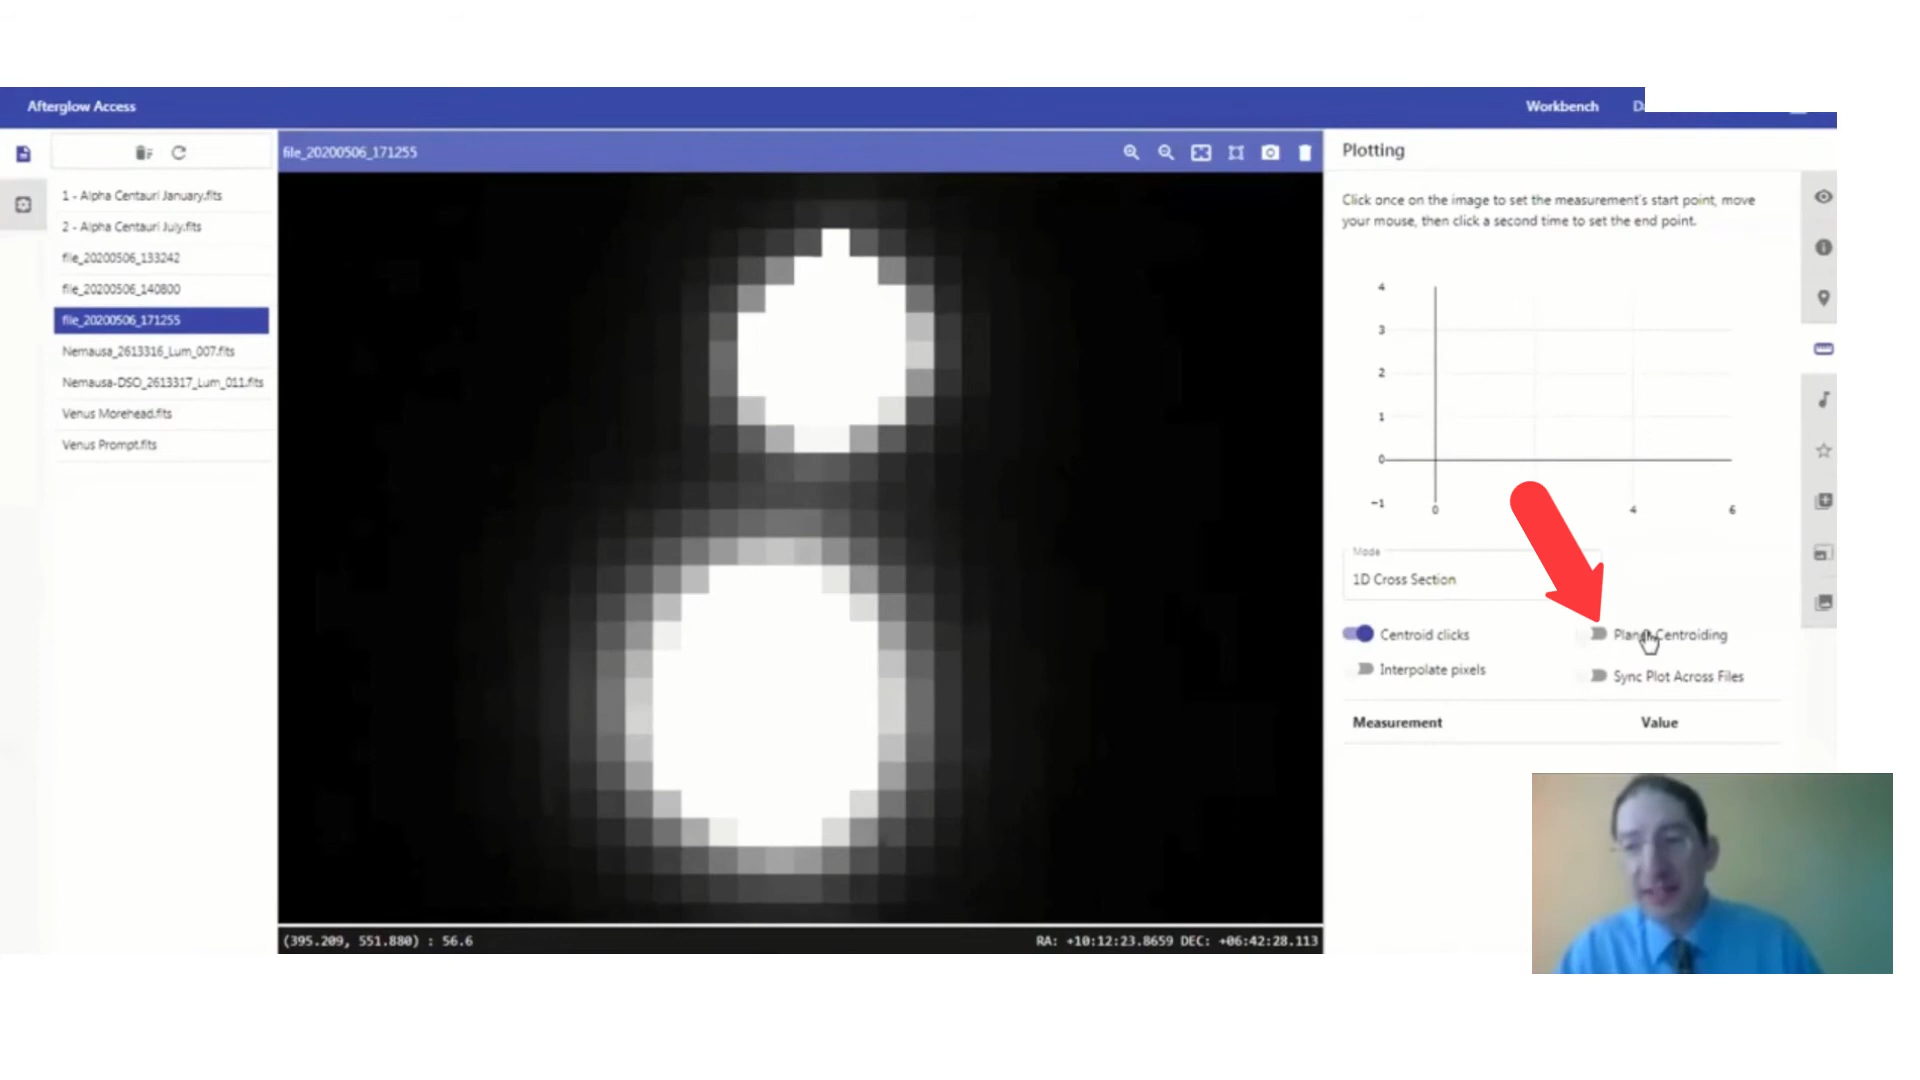 Afterglow Access
Workbench
file_20200506_171255
1 - Alpha Centauri January.fits
2 - Alpha Centauri July.fits
file_20200506_133242
file_20200506_140800
file_20200506_171255
Nemausa_2613316_Lum_007.fits
Nemausa-DSO_2613317_Lum_011.fits
Venus Morehead.fits
Venus Prompt.fits
(395.209, 551.880) : 56.6
RA: +10:12:23.8659 DEC: +06:42:28.113
Plotting
Click once on the image to set the measurement's start point, move
your mouse, then click a second time to set the end point.
4
3
2
1
0
−1
0
4
6
Mode
1D Cross Section
Centroid clicks
Centroiding
Interpolate pixels
Sync Plot Across Files
Measurement
Value